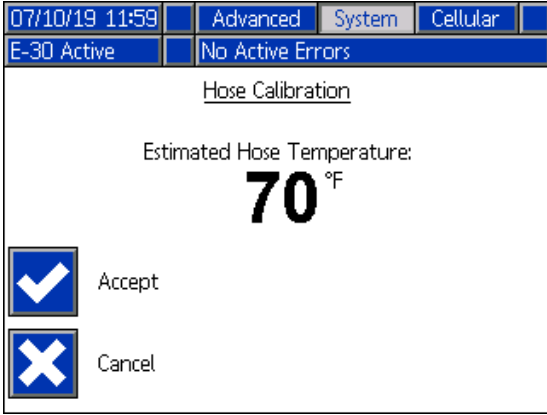 07/10/19 11:59 Advanced System Cellular
E-30 Active No Active Errors
Hose Calibration
Estimated Hose Temperature:
70 °F
Accept
Cancel